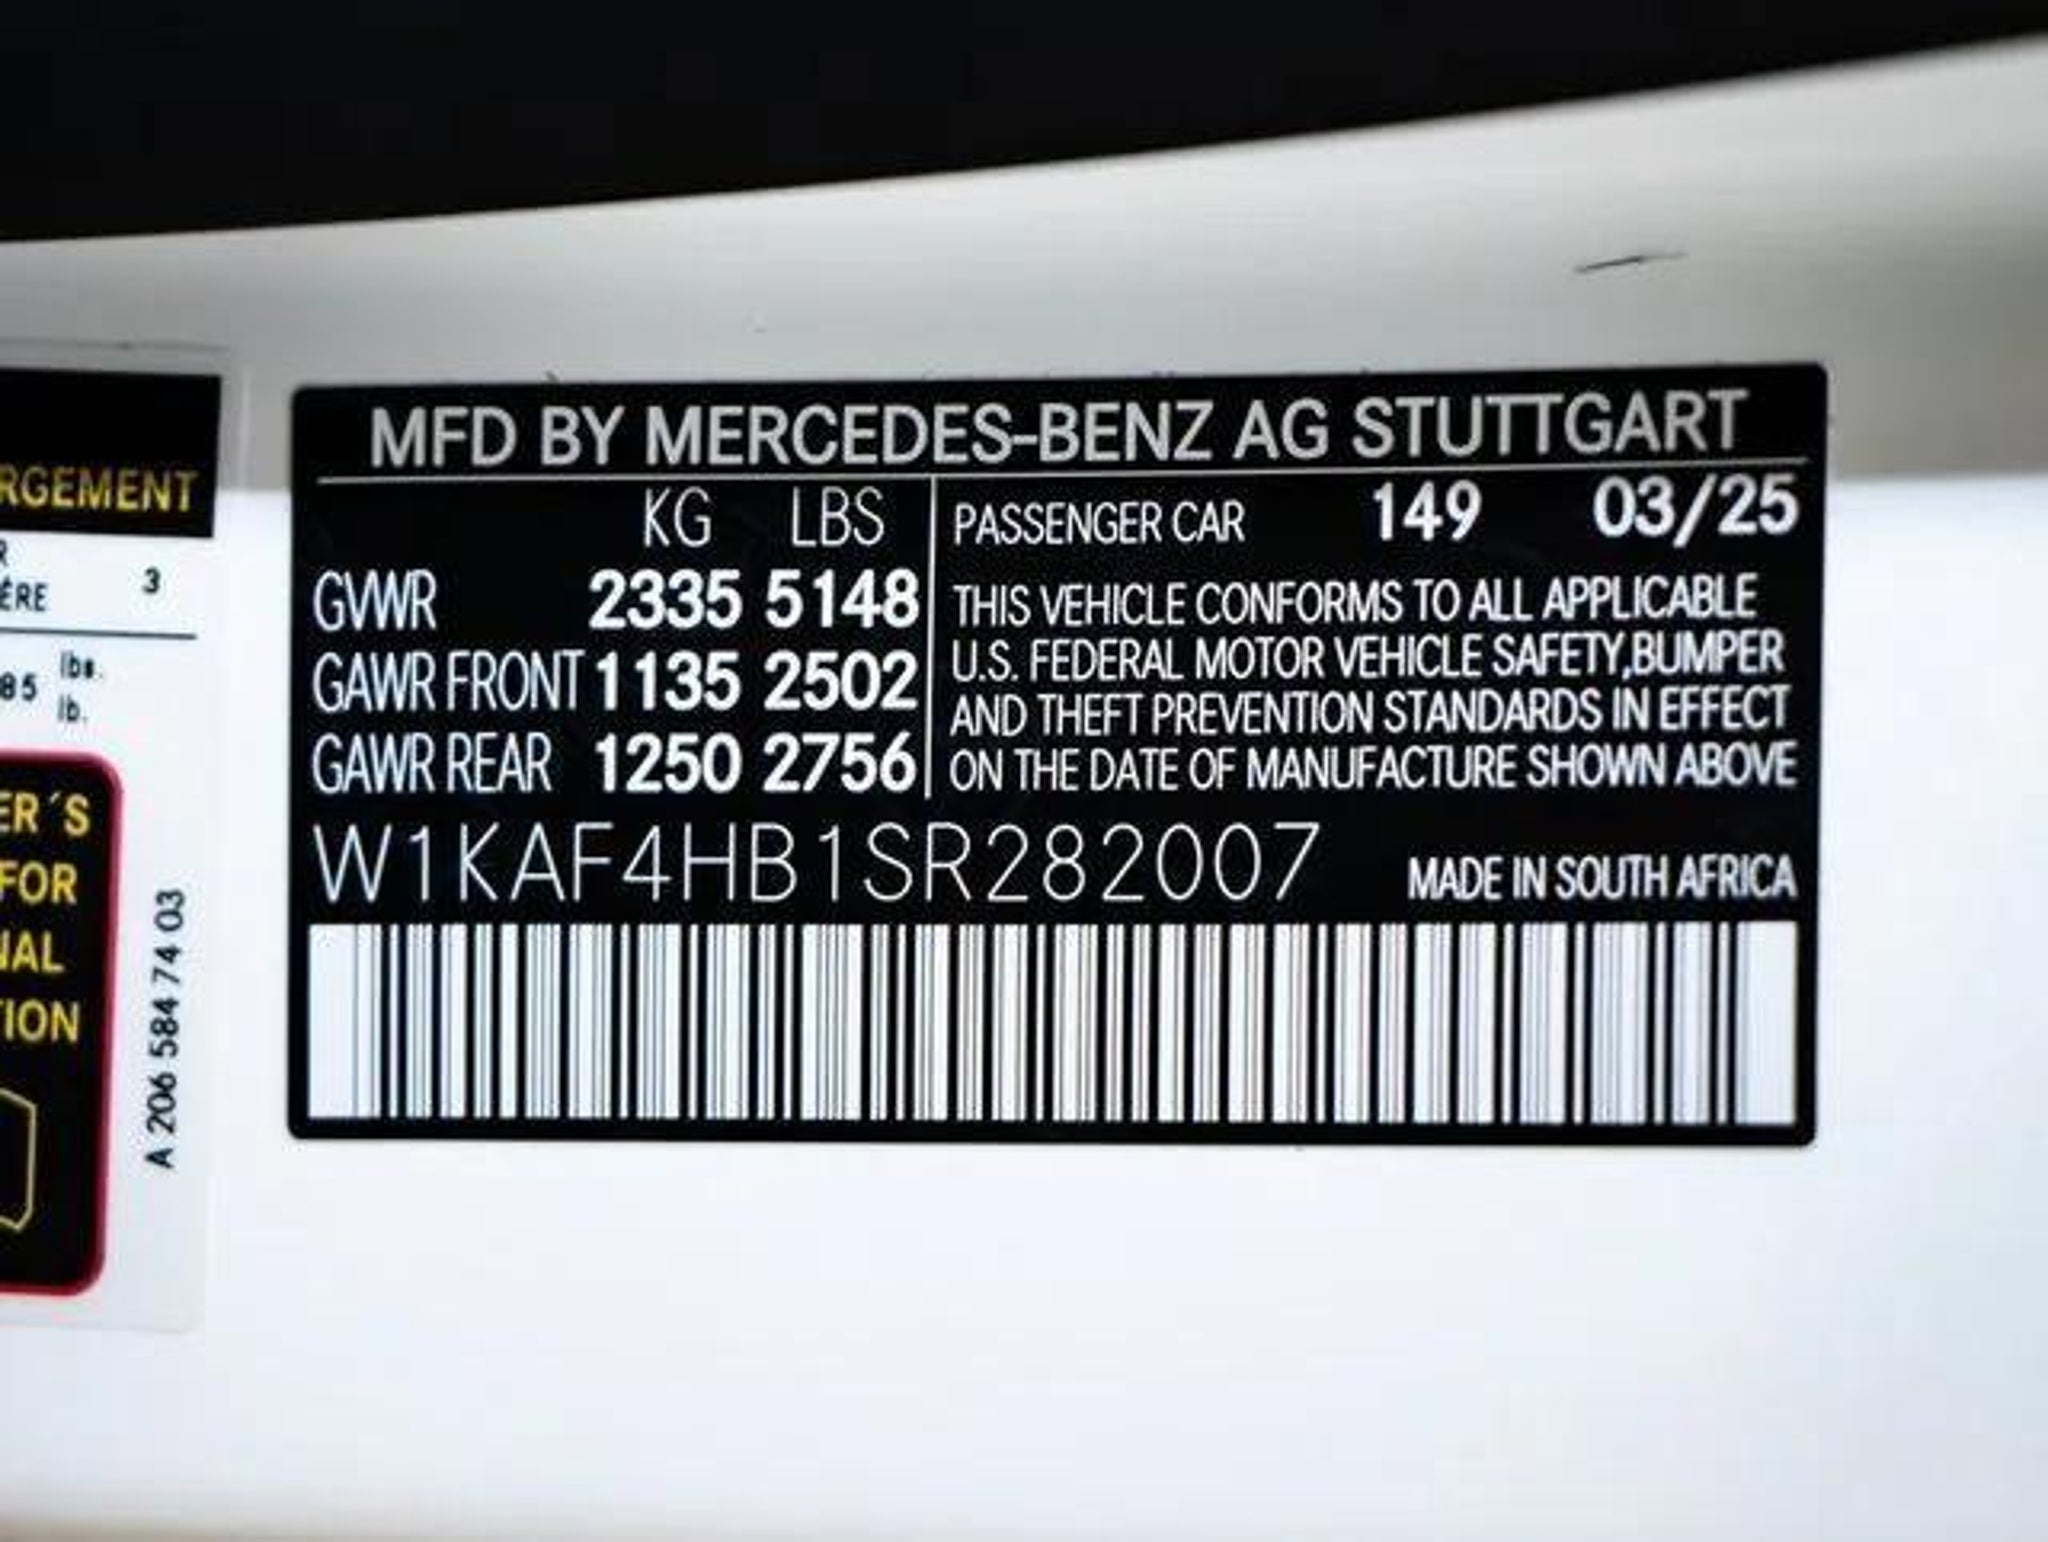 RGEMENT
R
ÈRE 3
85 lbs.
lb.
ER´S
FOR
NAL
TION
A 206 584 74 03
MFD BY MERCEDES-BENZ AG STUTTGART
KG LBS
GVWR 2335 5148
GAWR FRONT 1135 2502
GAWR REAR 1250 2756
PASSENGER CAR 149 03/25
THIS VEHICLE CONFORMS TO ALL APPLICABLE
U.S. FEDERAL MOTOR VEHICLE SAFETY,BUMPER
AND THEFT PREVENTION STANDARDS IN EFFECT
ON THE DATE OF MANUFACTURE SHOWN ABOVE
W1KAF4HB1SR282007 MADE IN SOUTH AFRICA